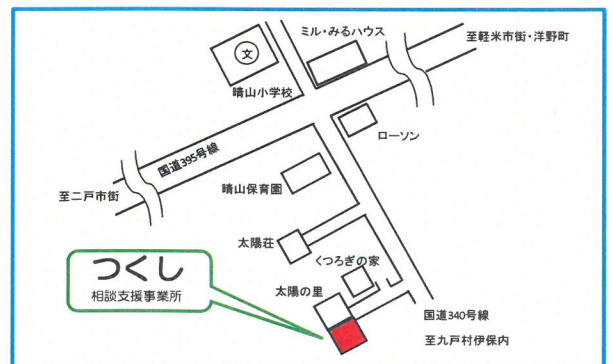 ミル・みるハウス
至軽米市街・洋野町
文
晴山小学校
ローソン
国道395号線
晴山保育園
至二戸市街
太陽荘
くつろぎの家
つくし
相談支援事業所
太陽の里
国道340号線
至九戸村伊保内